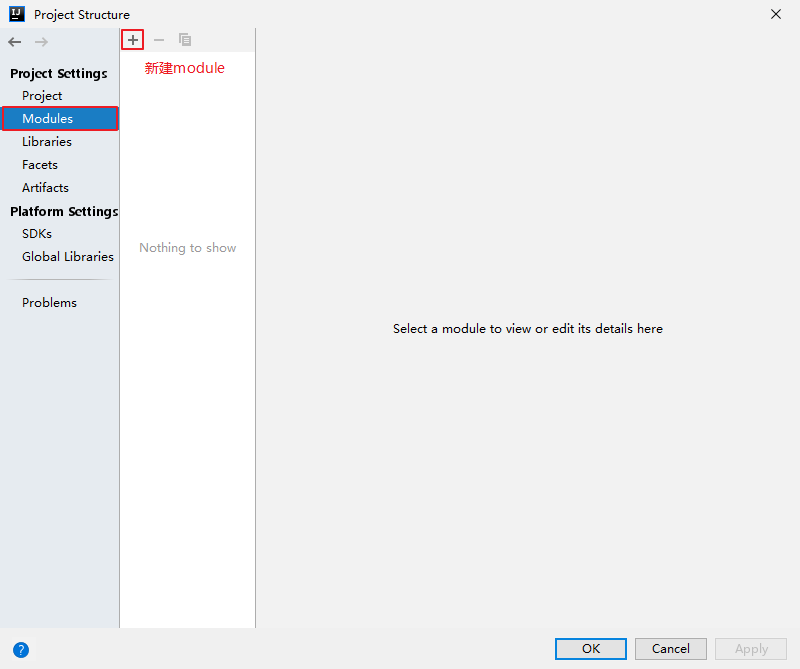 Project Structure
新建module
Project Settings
Project
Modules
Libraries
Facets
Artifacts
Platform Settings
SDKs
Global Libraries
Problems
Nothing to show
Select a module to view or edit its details here
?
OK
Cancel
Apply